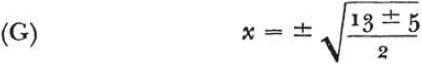 (G) x = ± √((13 ± 5)/2)